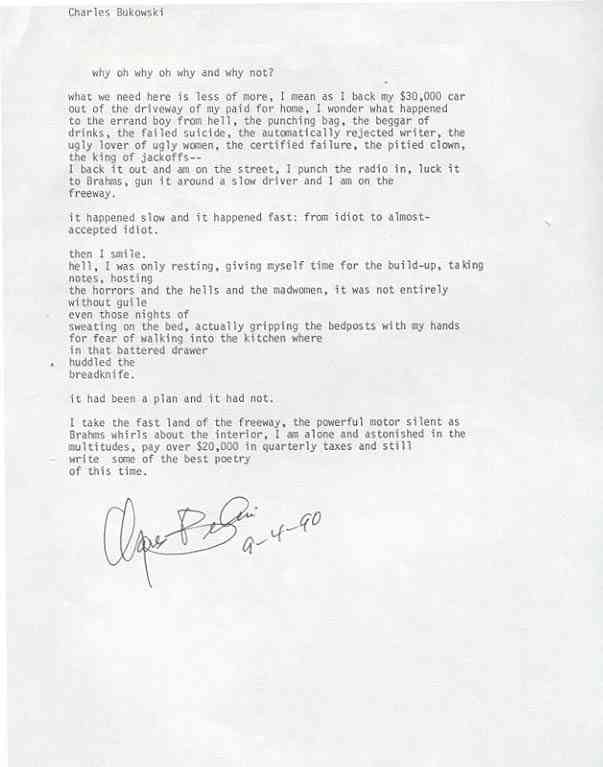 Charles Bukowski
why oh why oh why and why not?
what we need here is less of more, I mean as I back my $30,000 car
out of the driveway of my paid for home, I wonder what happened
to the errand boy from hell, the punching bag, the beggar of
drinks, the failed suicide, the automatically rejected writer, the
ugly lover of ugly women, the certified failure, the pitied clown,
the king of jackoffs--
I back it out and am on the street, I punch the radio in, luck it
to Brahms, gun it around a slow driver and I am on the
freeway.
it happened slow and it happened fast: from idiot to almost-
accepted idiot.
then I smile.
hell, I was only resting, giving myself time for the build-up, taking
notes, hosting
the horrors and the hells and the madwomen, it was not entirely
without guile
even those nights of
sweating on the bed, actually gripping the bedposts with my hands
for fear of walking into the kitchen where
in that battered drawer
huddled the
breadknife.
it had been a plan and it had not.
I take the fast land of the freeway, the powerful motor silent as
Brahms whirls about the interior, I am alone and astonished in the
multitudes, pay over $20,000 in quarterly taxes and still
write some of the best poetry
of this time.
9-4-90